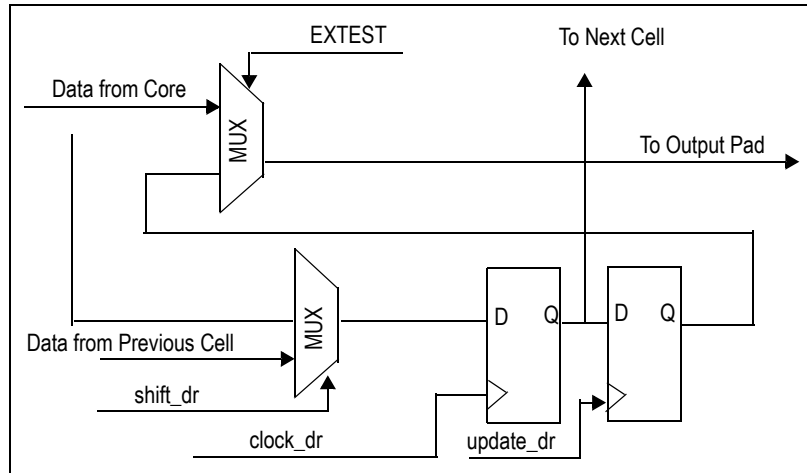 EXTEST
To Next Cell
Data from Core
MUX
To Output Pad
MUX
D Q
D Q
Data from Previous Cell
shift_dr
clock_dr
update_dr